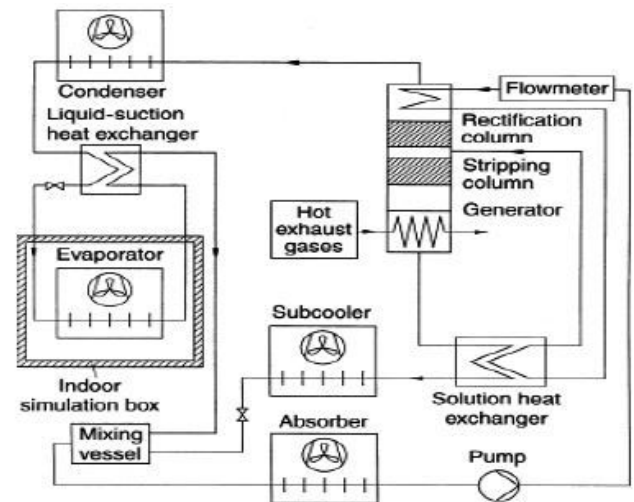 Condenser
Liquid-suction
heat exchanger
Flowmeter
Rectification
column
Stripping
column
Generator
Hot
exhaust
gases
Evaporator
Subcooler
Indoor
simulation box
Solution heat
exchanger
Mixing
vessel
Absorber
Pump